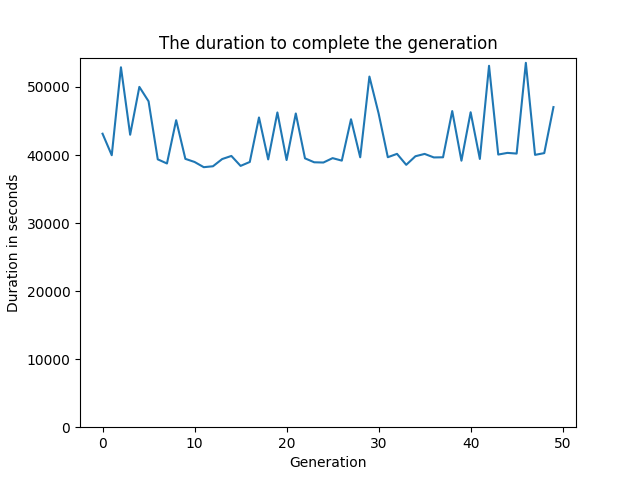 The duration to complete the generation
Duration in seconds
50000
40000
30000
20000
10000
0
0 10 20 30 40 50
Generation